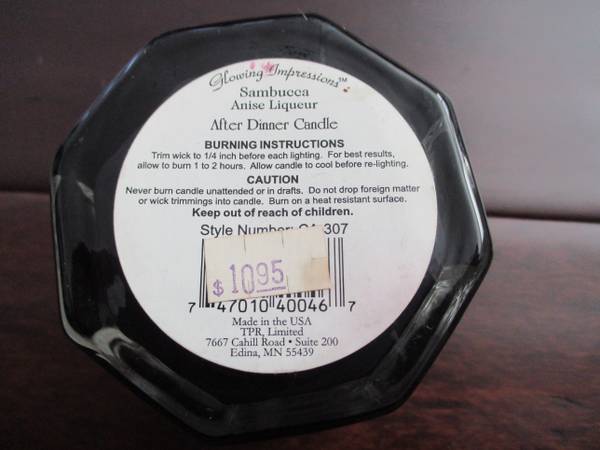 Glowing Impressions™
Sambucca
Anise Liqueur
After Dinner Candle
BURNING INSTRUCTIONS
Trim wick to 1/4 inch before each lighting. For best results,
allow to burn 1 to 2 hours. Allow candle to cool before re-lighting.
CAUTION
Never burn candle unattended or in drafts. Do not drop foreign matter
or wick trimmings into candle. Burn on a heat resistant surface.
Keep out of reach of children.
Style Number: 307
$ 10.95
7 47010 40046 7
Made in the USA
TPR, Limited
7667 Cahill Road • Suite 200
Edina, MN 55439